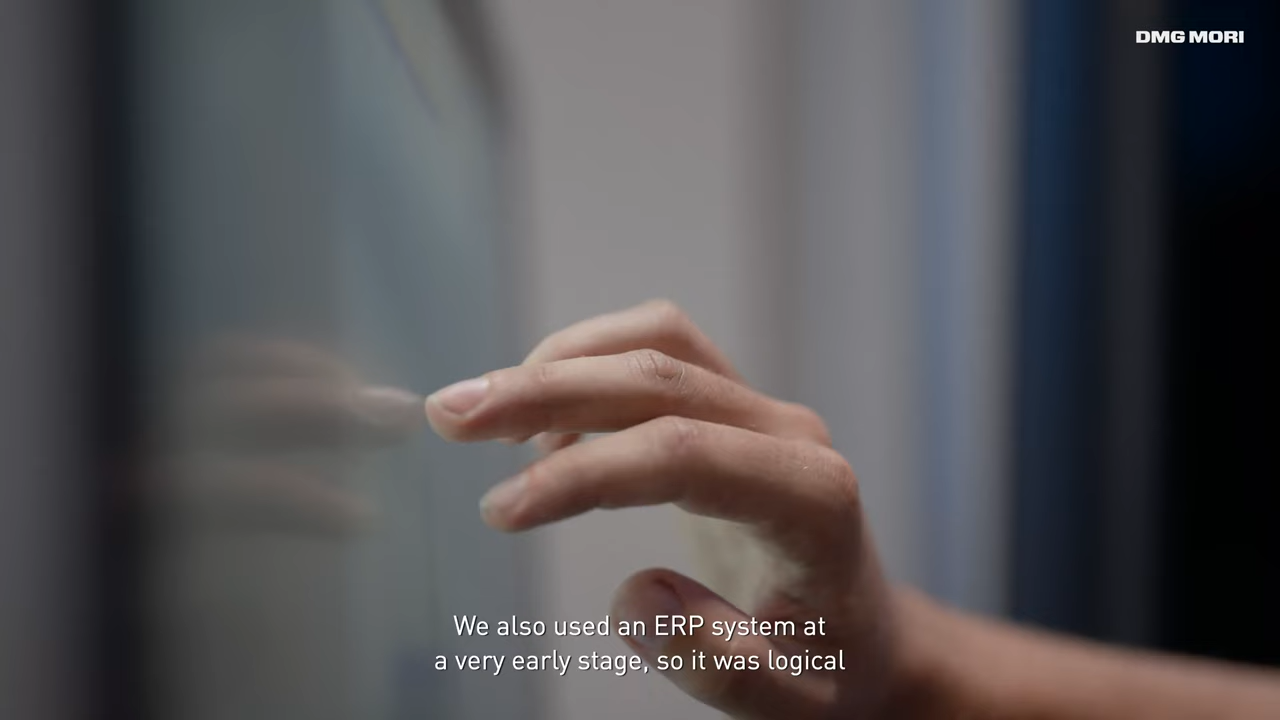 DMG MORI
We also used an ERP system at
a very early stage, so it was logical